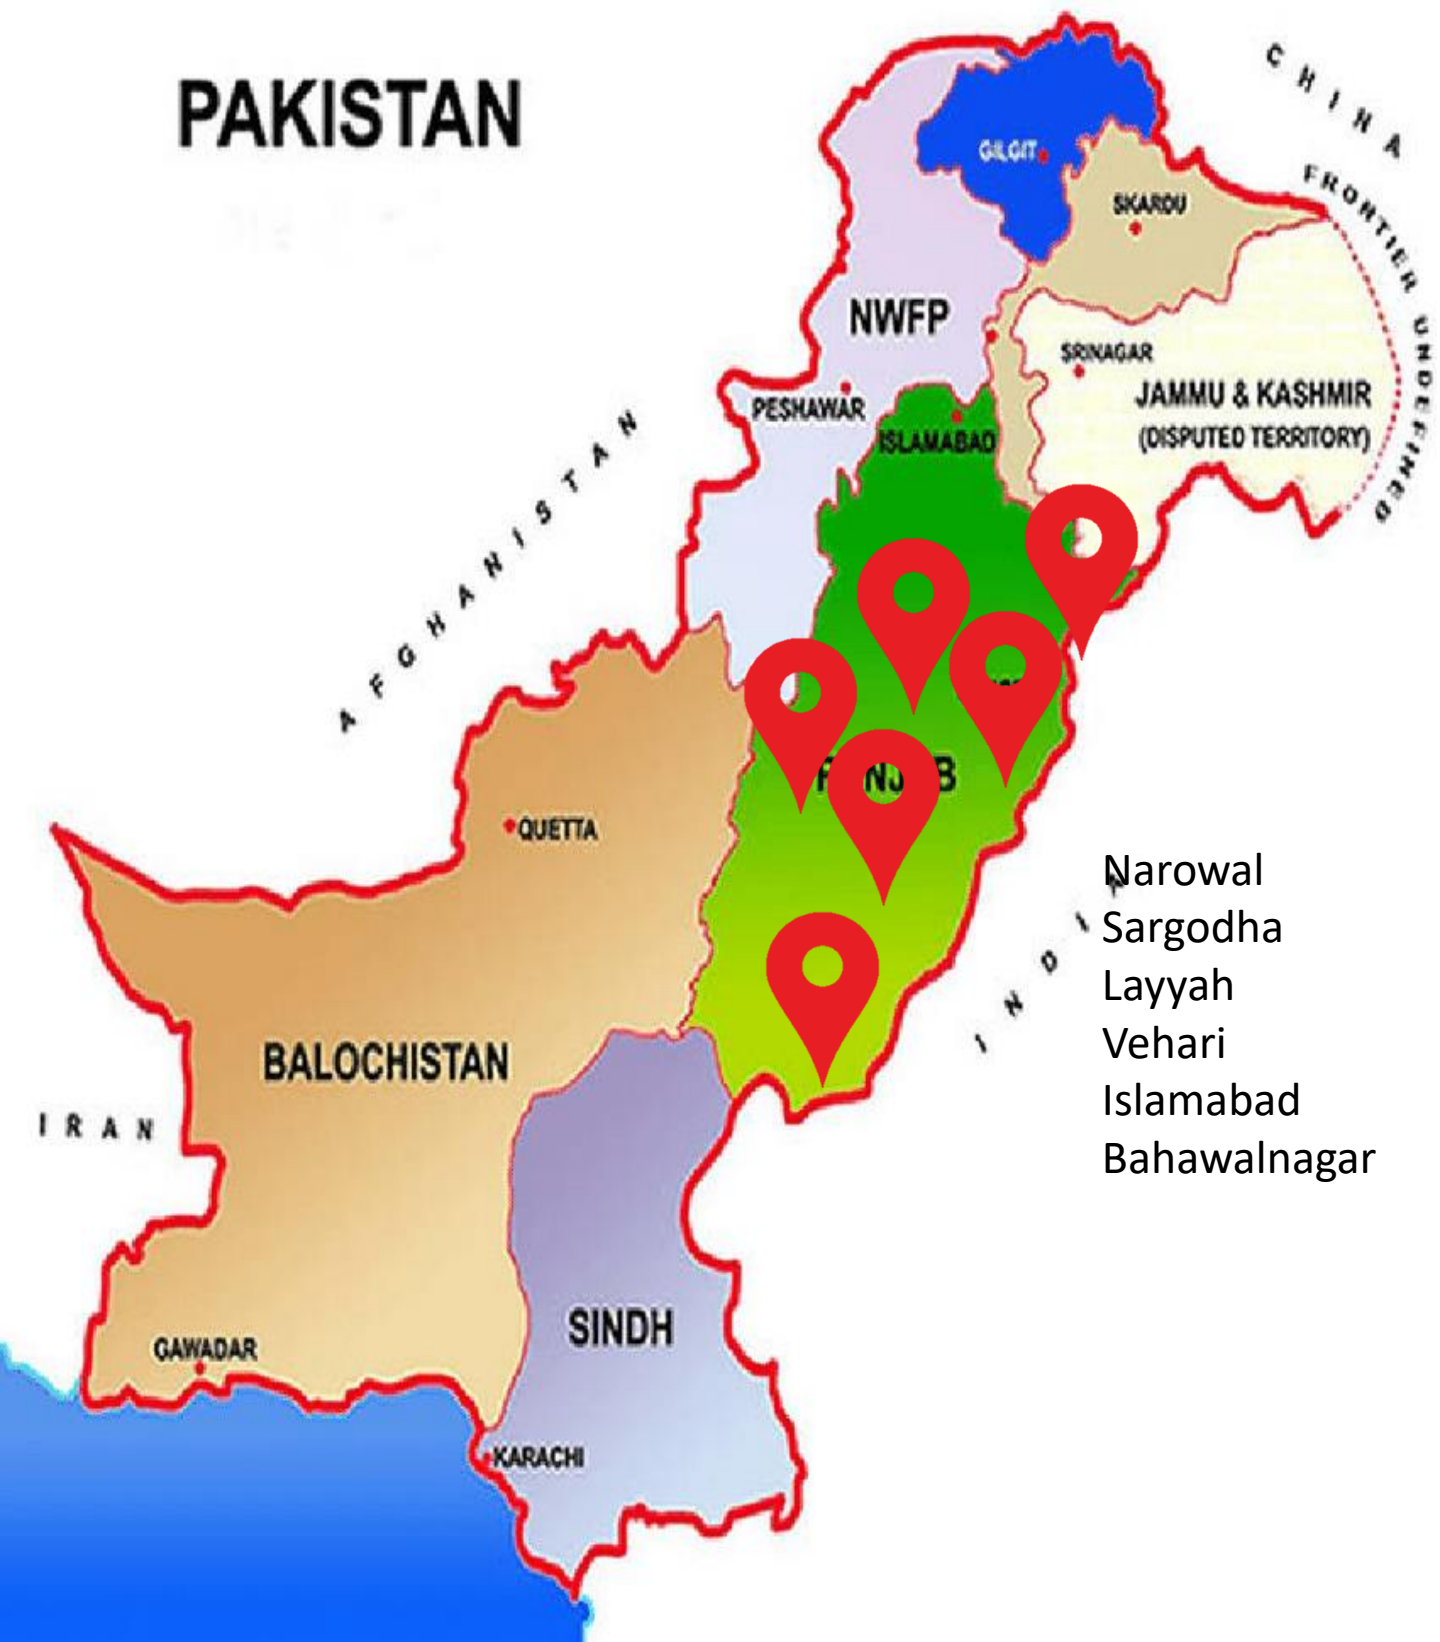 PAKISTAN
CHINA
FRONTIER UNDEFINED
GILGIT
SKARDU
NWFP
SRINAGAR
JAMMU & KASHMIR
(DISPUTED TERRITORY)
PESHAWAR
ISLAMABAD
AFGHANISTAN
QUETTA
INDIA
Narowal
Sargodha
Layyah
Vehari
Islamabad
Bahawalnagar
BALOCHISTAN
IRAN
SINDH
GAWADAR
KARACHI